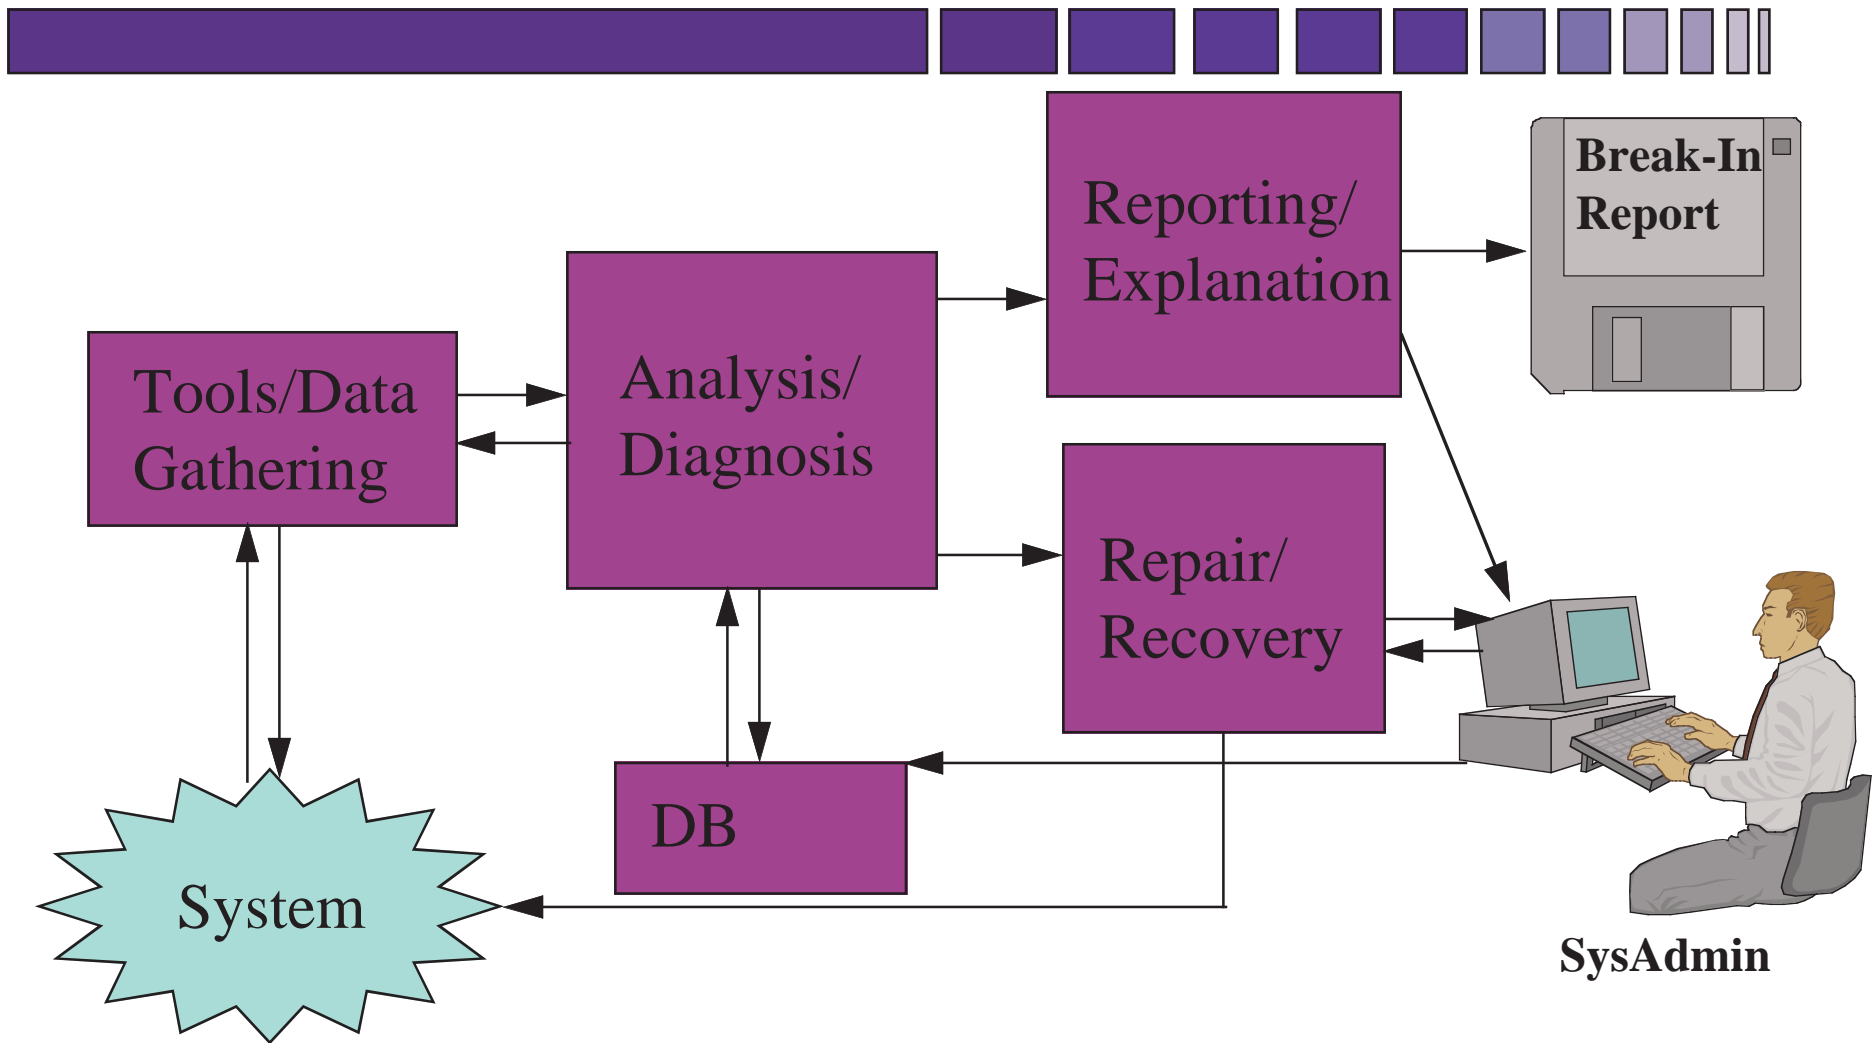 Break-In
Report
Reporting/
Explanation
Analysis/
Diagnosis
Tools/Data
Gathering
Repair/
Recovery
DB
System
SysAdmin